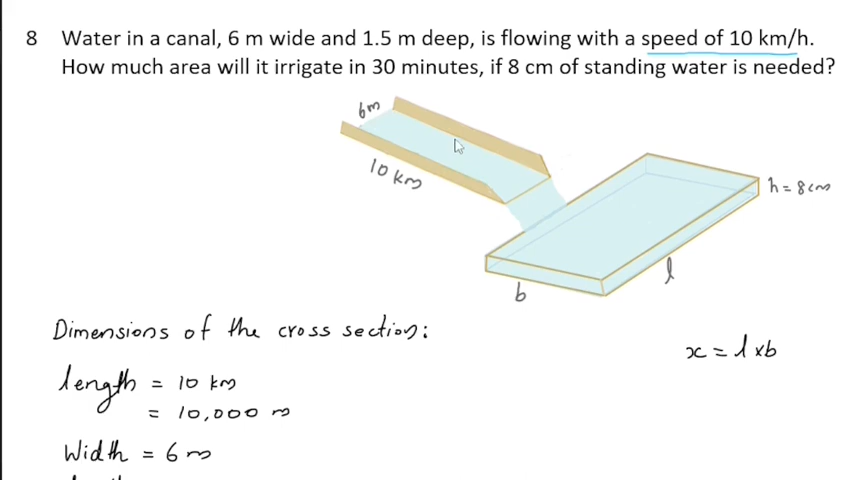 8 Water in a canal, 6 m wide and 1.5 m deep, is flowing with a speed of 10 km/h.
How much area will it irrigate in 30 minutes, if 8 cm of standing water is needed?
6m
10 km
h = 8cm
l
b
Dimensions of the cross section:
x = l x b
length = 10 km
= 10,000 m
Width = 6 m